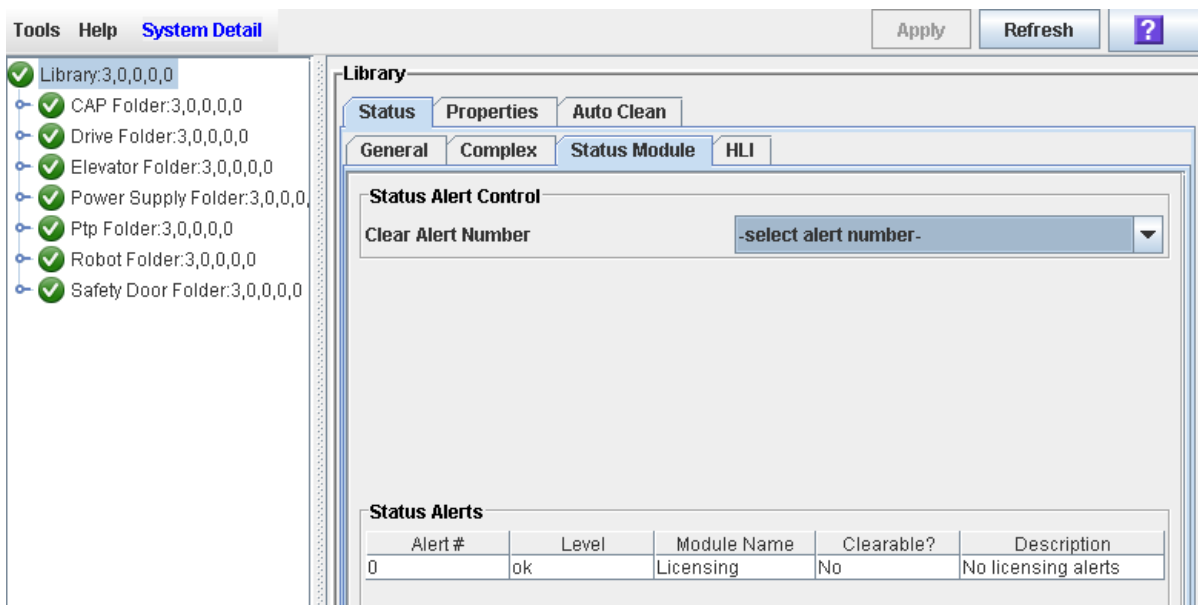 Tools Help System Detail Apply Refresh ?
Library:3,0,0,0,0
CAP Folder:3,0,0,0,0
Drive Folder:3,0,0,0,0
Elevator Folder:3,0,0,0,0
Power Supply Folder:3,0,0,0,
Ptp Folder:3,0,0,0,0
Robot Folder:3,0,0,0,0
Safety Door Folder:3,0,0,0,0
Library
Status Properties Auto Clean
General Complex Status Module HLI
Status Alert Control
Clear Alert Number -select alert number-
Status Alerts
Alert # Level Module Name Clearable? Description
0 ok Licensing No No licensing alerts